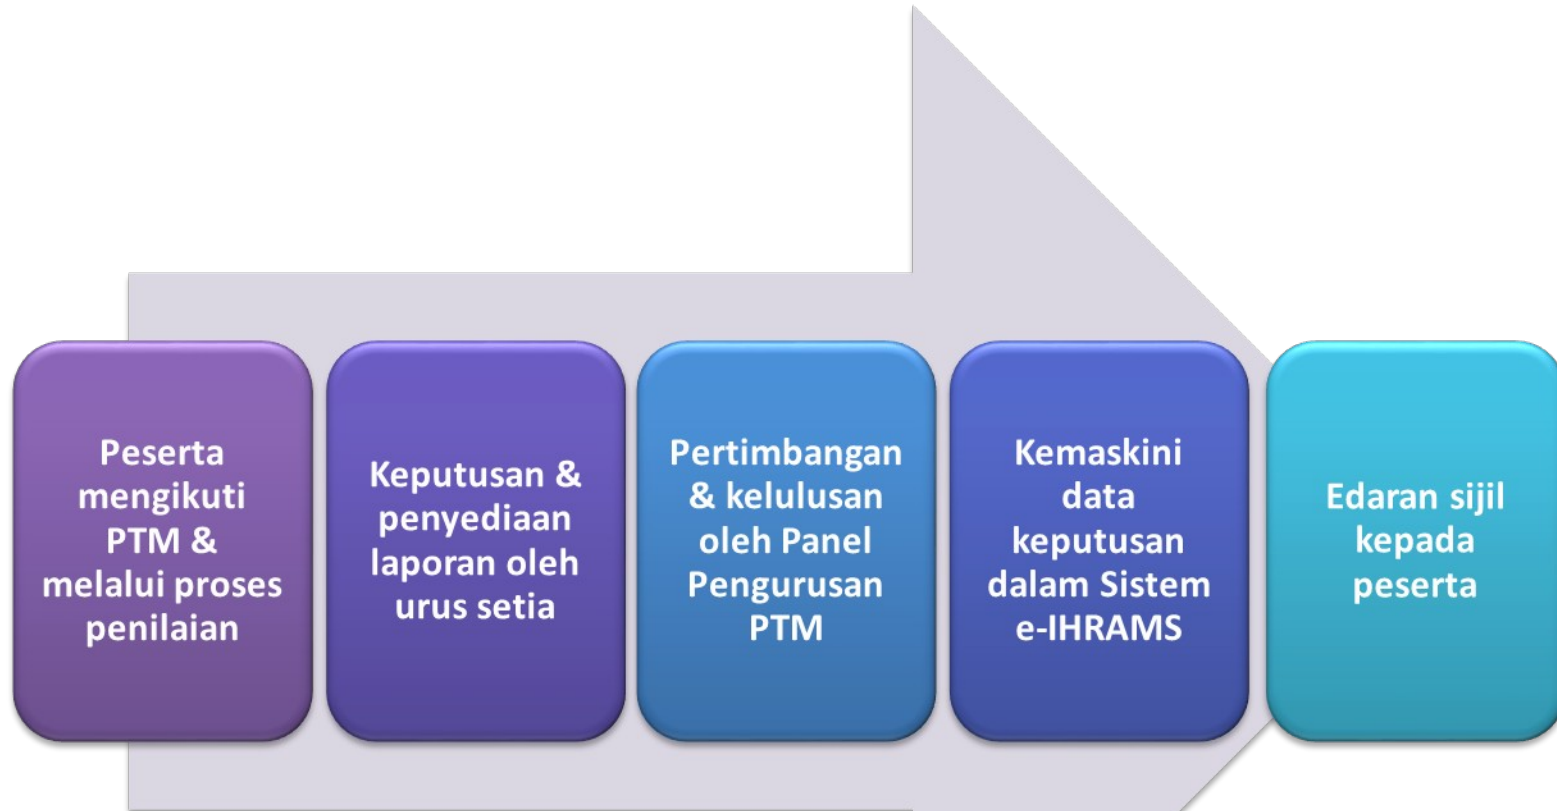 Peserta
mengikuti
PTM &
melalui proses
penilaian
Keputusan &
penyediaan
laporan oleh
urus setia
Pertimbangan
& kelulusan
oleh Panel
Pengurusan
PTM
Kemaskini
data
keputusan
dalam Sistem
e-IHRAMS
Edaran sijil
kepada
peserta